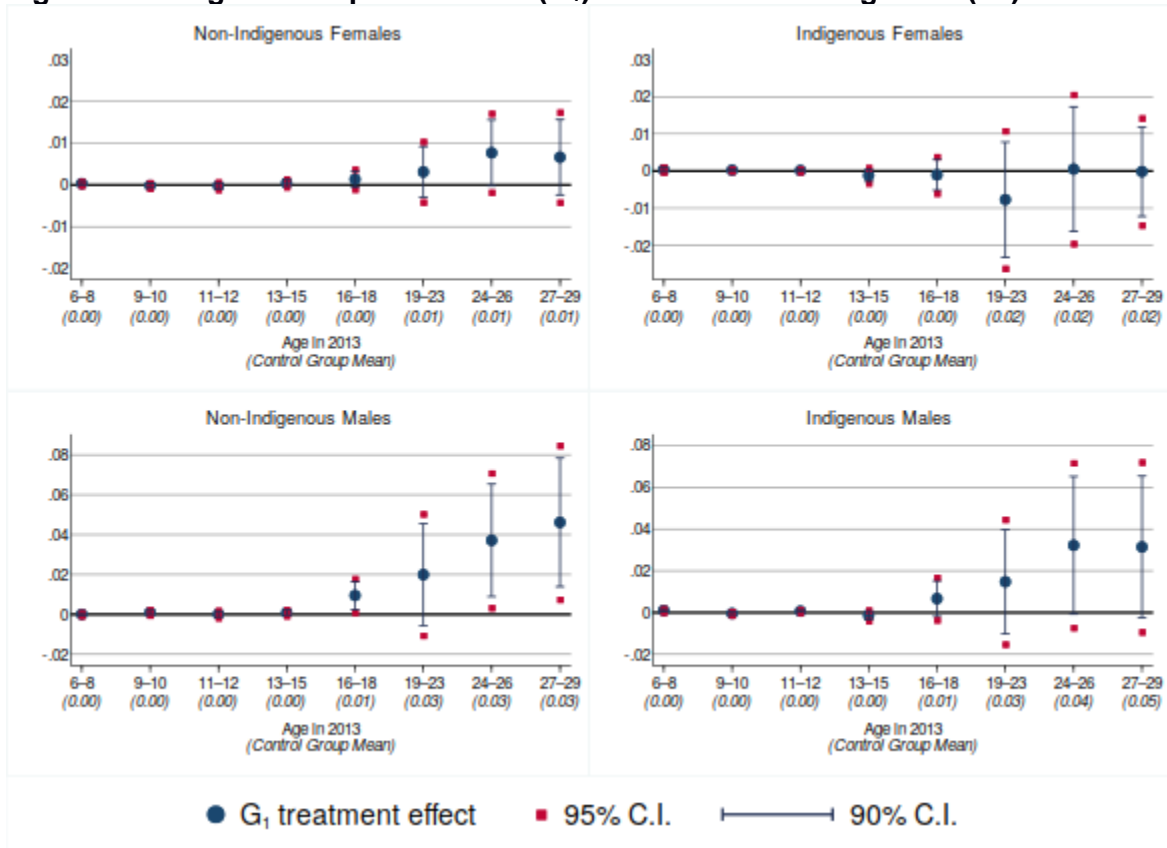 Non-Indigenous Females
.03
.02
.01
0
-.01
-.02
6–8 9–10 11–12 13–15 16–18 19–23 24–26 27–29
(0.00) (0.00) (0.00) (0.00) (0.00) (0.01) (0.01) (0.01)
Age in 2013
(Control Group Mean)
Indigenous Females
.03
.02
.01
0
-.01
-.02
6–8 9–10 11–12 13–15 16–18 19–23 24–26 27–29
(0.00) (0.00) (0.00) (0.00) (0.00) (0.02) (0.02) (0.02)
Age in 2013
(Control Group Mean)
Non-Indigenous Males
.08
.06
.04
.02
0
-.02
6–8 9–10 11–12 13–15 16–18 19–23 24–26 27–29
(0.00) (0.00) (0.00) (0.00) (0.01) (0.03) (0.03) (0.03)
Age in 2013
(Control Group Mean)
Indigenous Males
.08
.06
.04
.02
0
-.02
6–8 9–10 11–12 13–15 16–18 19–23 24–26 27–29
(0.00) (0.00) (0.00) (0.00) (0.01) (0.03) (0.04) (0.05)
Age in 2013
(Control Group Mean)
G₁ treatment effect 95% C.I. 90% C.I.